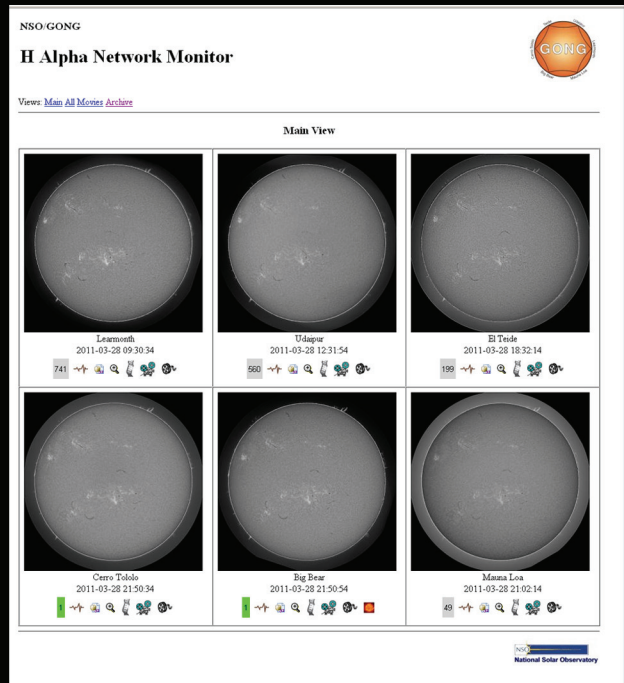 NSO/GONG
H Alpha Network Monitor
GONG
Views: Main All Movies Archive
Main View
Learmonth
2011-03-28 09:30:34
741
Udaipur
2011-03-28 12:31:54
560
El Teide
2011-03-28 18:32:14
199
Cerro Tololo
2011-03-28 21:50:34
1
Big Bear
2011-03-28 21:50:54
1
Mauna Loa
2011-03-28 21:02:14
49
NSO
National Solar Observatory